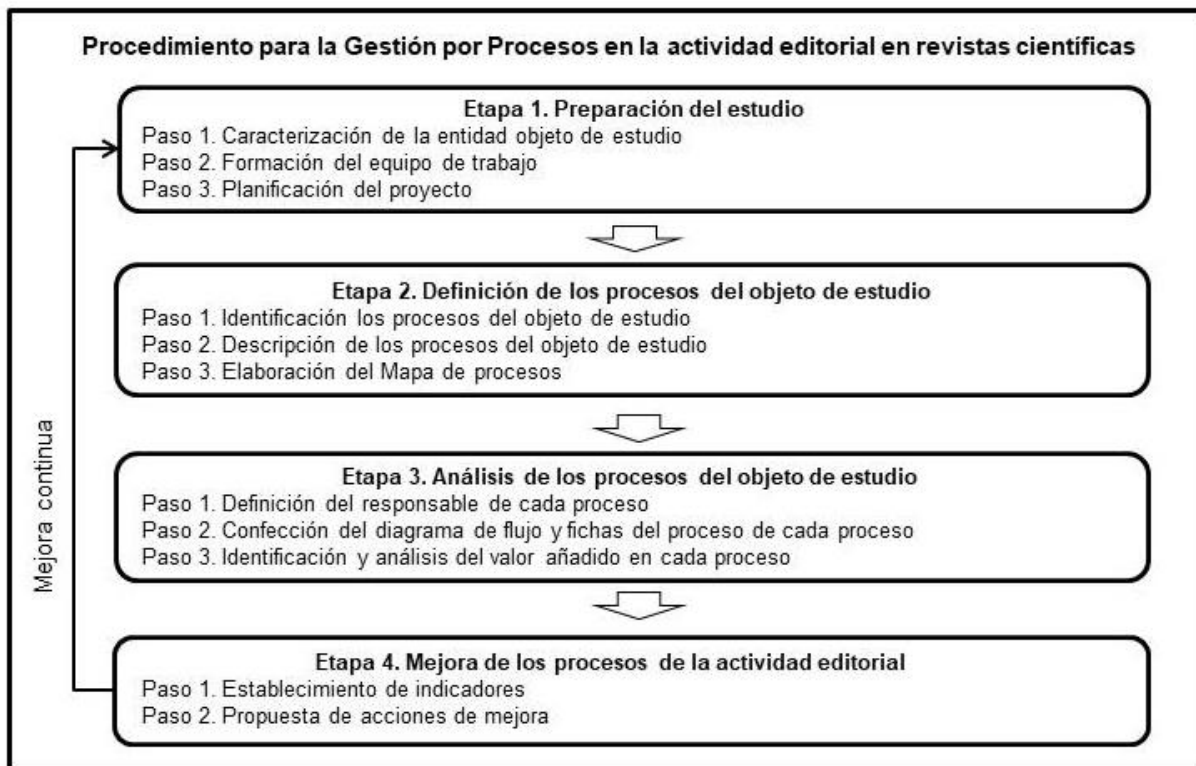 Procedimiento para la Gestión por Procesos en la actividad editorial en revistas científicas
Etapa 1. Preparación del estudio
Paso 1. Caracterización de la entidad objeto de estudio
Paso 2. Formación del equipo de trabajo
Paso 3. Planificación del proyecto
Etapa 2. Definición de los procesos del objeto de estudio
Paso 1. Identificación los procesos del objeto de estudio
Paso 2. Descripción de los procesos del objeto de estudio
Paso 3. Elaboración del Mapa de procesos
Etapa 3. Análisis de los procesos del objeto de estudio
Paso 1. Definición del responsable de cada proceso
Paso 2. Confección del diagrama de flujo y fichas del proceso de cada proceso
Paso 3. Identificación y análisis del valor añadido en cada proceso
Etapa 4. Mejora de los procesos de la actividad editorial
Paso 1. Establecimiento de indicadores
Paso 2. Propuesta de acciones de mejora
Mejora continua